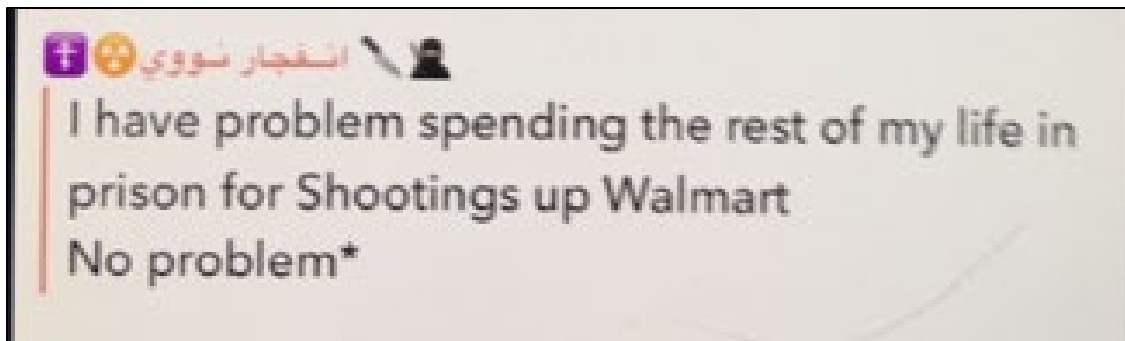 ✝️☢️انفجار نووي 🔪🥷
I have problem spending the rest of my life in
prison for Shootings up Walmart
No problem*